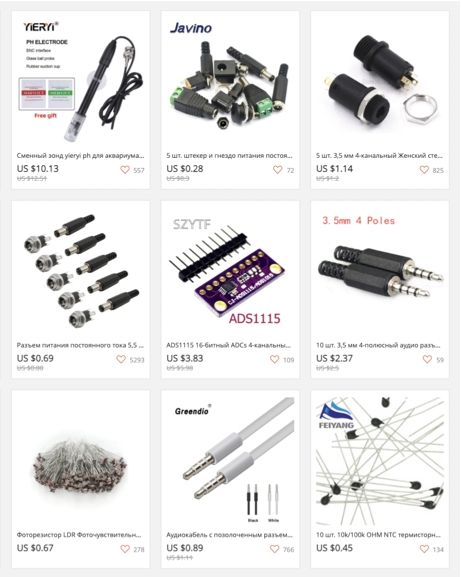 YIERYI
PH ELECTRODE
BNC interface
Glass ball probe
Rubber suction cup
Free gift
Сменный зонд yieryi ph для аквариума...
US $10.13
557
US $12.51
Javino
5 шт. штекер и гнездо питания постоя...
US $0.28
72
US $0.3
5 шт. 3,5 мм 4-канальный Женский сте...
US $1.14
825
US $1.2
Разъем питания постоянного тока 5,5 ...
US $0.69
5293
US $0.80
SZYTF
CJ-ADS1115+ADS1015
ADS1115
ADS1115 16-битный ADCs 4-канальны...
US $3.83
109
US $5.98
3.5mm 4 Poles
10 шт. 3,5 мм 4-полюсный аудио разъ...
US $2.37
59
US $2.5
Фоторезистор LDR Фоточувствительн...
US $0.67
278
Greendio®
Black
White
Аудиокабель с позолоченным разъем...
US $0.89
766
US $1.11
FEIYANG
10 шт. 10k/100k OHM NTC термисторн...
US $0.45
134